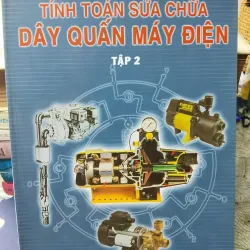 TÍNH TOÁN SỬA CHỮA
DÂY QUẤN MÁY ĐIỆN
TẬP 2